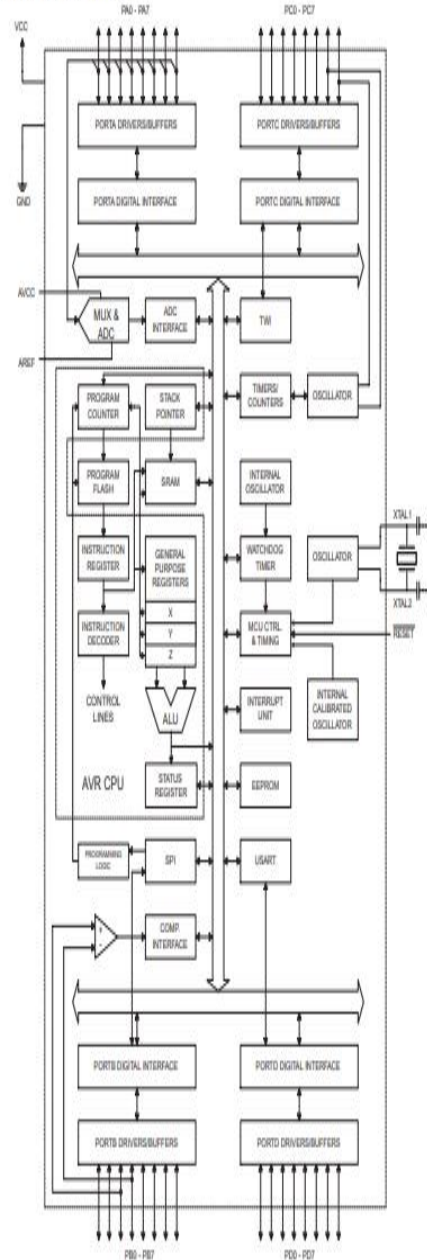 PA0 - PA7
PC0 - PC7
VCC
PORTA DRIVERS/BUFFERS
PORTC DRIVERS/BUFFERS
GND
PORTA DIGITAL INTERFACE
PORTC DIGITAL INTERFACE
AVCC
MUX &
ADC
ADC
INTERFACE
TWI
AREF
PROGRAM
COUNTER
STACK
POINTER
TIMERS/
COUNTERS
OSCILLATOR
PROGRAM
FLASH
SRAM
INTERNAL
OSCILLATOR
XTAL1
INSTRUCTION
REGISTER
GENERAL
PURPOSE
REGISTERS
WATCHDOG
TIMER
OSCILLATOR
XTAL2
X
INSTRUCTION
DECODER
Y
MCU CTRL
& TIMING
RESET
Z
CONTROL
LINES
ALU
INTERRUPT
UNIT
INTERNAL
CALIBRATED
OSCILLATOR
AVR CPU
STATUS
REGISTER
EEPROM
PROGRAMMING
LOGIC
SPI
USART
+
-
COMP.
INTERFACE
PORTB DIGITAL INTERFACE
PORTD DIGITAL INTERFACE
PORTB DRIVERS/BUFFERS
PORTD DRIVERS/BUFFERS
PB0 - PB7
PD0 - PD7